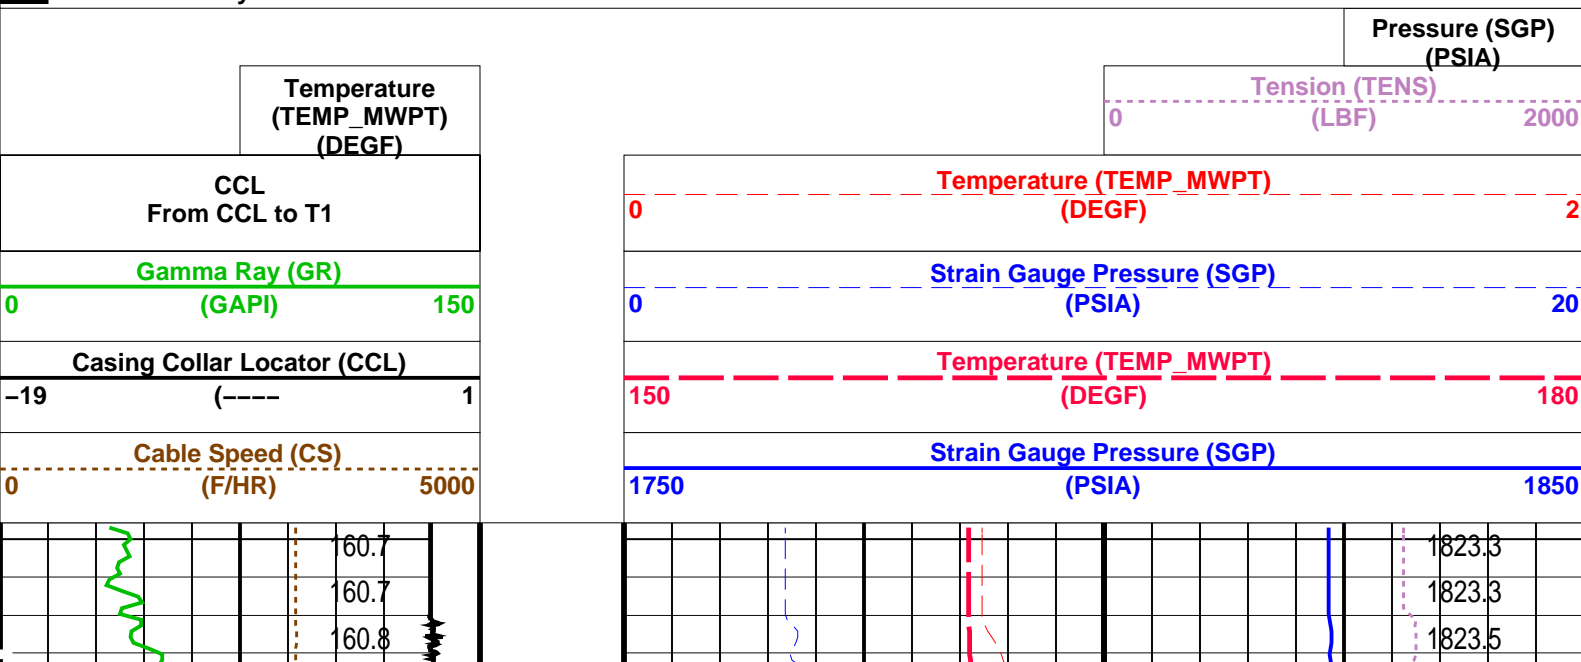 Pressure (SGP)
(PSIA)
Temperature
(TEMP_MWPT)
(DEGF)
Tension (TENS)
0 (LBF) 2000
CCL
From CCL to T1
Temperature (TEMP_MWPT)
0 (DEGF) 2
Gamma Ray (GR)
0 (GAPI) 150
Strain Gauge Pressure (SGP)
0 (PSIA) 20
Casing Collar Locator (CCL)
−19 (−−−− 1
Temperature (TEMP_MWPT)
150 (DEGF) 180
Cable Speed (CS)
0 (F/HR) 5000
Strain Gauge Pressure (SGP)
1750 (PSIA) 1850
160.7 1823.3
160.7 1823.3
160.8 1823.5